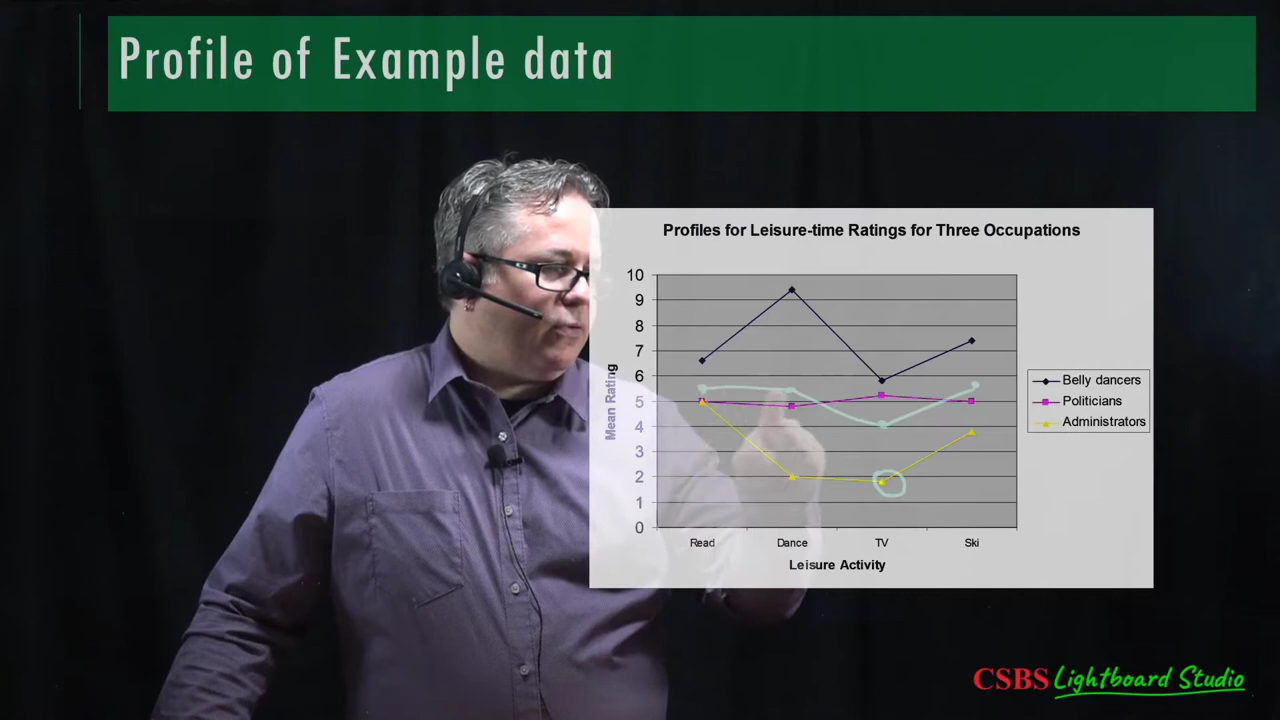 Profile of Example data
Profiles for Leisure-time Ratings for Three Occupations
10
9
8
7
6
5
4
3
2
1
0
Mean Rating
Read Dance TV Ski
Leisure Activity
Belly dancers
Politicians
Administrators
CSBS Lightboard Studio